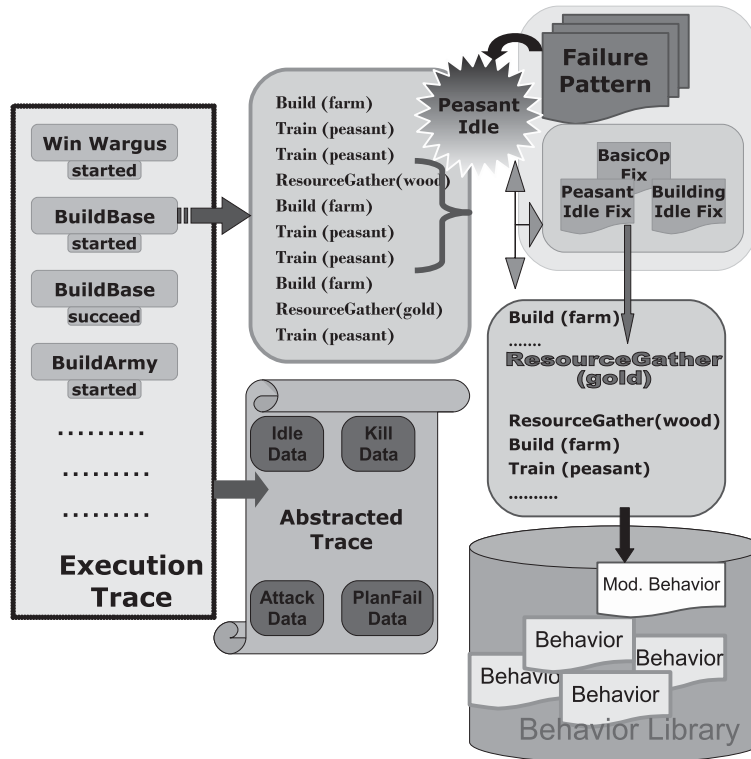 Win Wargus
started
BuildBase
started
BuildBase
succeed
BuildArmy
started
.........
.........
.........
Execution
Trace
Build (farm)
Train (peasant)
Train (peasant)
ResourceGather(wood)
Build (farm)
Train (peasant)
Train (peasant)
Build (farm)
ResourceGather(gold)
Train (peasant)
Peasant
Idle
Failure
Pattern
BasicOp
Fix
Peasant
Idle Fix
Building
Idle Fix
Build (farm)
.......
ResourceGather
(gold)
ResourceGather(wood)
Build (farm)
Train (peasant)
..........
Idle
Data
Kill
Data
Abstracted
Trace
Attack
Data
PlanFail
Data
Mod. Behavior
Behavior
Behavior
Behavior
Behavior
Behavior Library